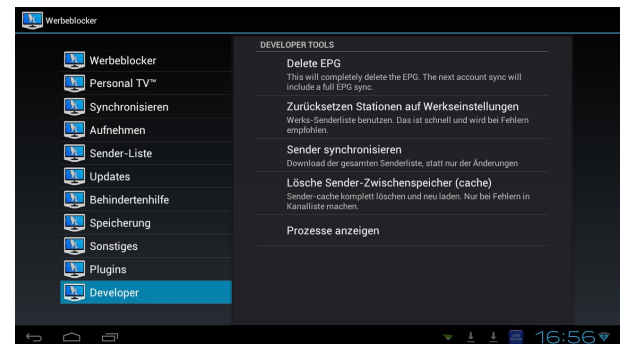 Werbeblocker
Werbeblocker
Personal TV™
Synchronisieren
Aufnehmen
Sender-Liste
Updates
Behindertenhilfe
Speicherung
Sonstiges
Plugins
Developer
DEVELOPER TOOLS
Delete EPG
This will completely delete the EPG. The next account sync will
include a full EPG sync.
Zurücksetzen Stationen auf Werkseinstellungen
Werks-Senderliste benutzen. Das ist schnell und wird bei Fehlern
empfohlen.
Sender synchronisieren
Download der gesamten Senderliste, statt nur der Änderungen
Lösche Sender-Zwischenspeicher (cache)
Sender-cache komplett löschen und neu laden. Nur bei Fehlern in
Kanalliste machen.
Prozesse anzeigen
16:56